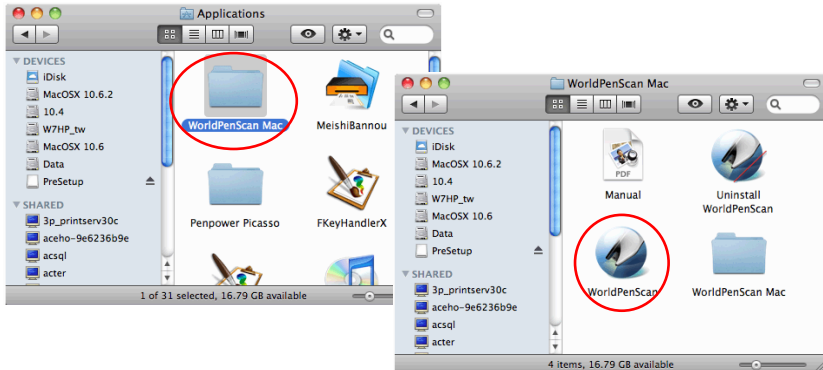 Applications
DEVICES
iDisk
MacOSX 10.6.2
10.4
W7HP_tw
MacOSX 10.6
Data
PreSetup
SHARED
3p_printserv30c
aceho-9e6236b9e
acsql
acter
WorldPenScan Mac
MeishiBannou
Penpower Picasso
FKeyHandlerX
1 of 31 selected, 16.79 GB available
WorldPenScan Mac
DEVICES
iDisk
MacOSX 10.6.2
10.4
W7HP_tw
MacOSX 10.6
Data
PreSetup
SHARED
3p_printserv30c
aceho-9e6236b9e
acsql
acter
PDF
Manual
Uninstall
WorldPenScan
WorldPenScan
WorldPenScan Mac
4 items, 16.79 GB available